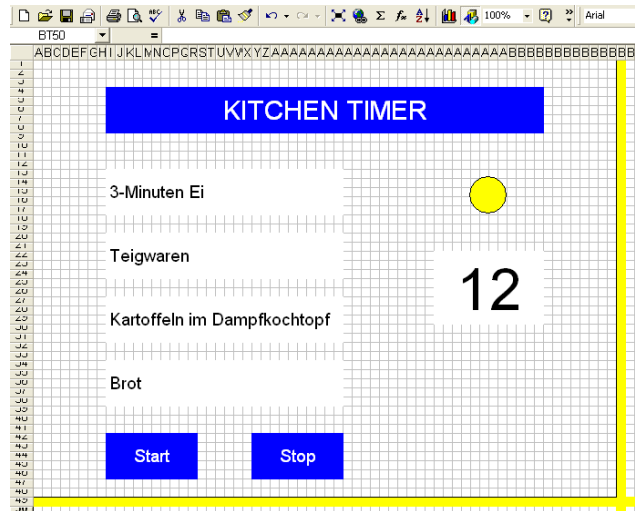 100%
Arial
BT50
=
KITCHEN TIMER
3-Minuten Ei
Teigwaren
12
Kartoffeln im Dampfkochtopf
Brot
Start
Stop